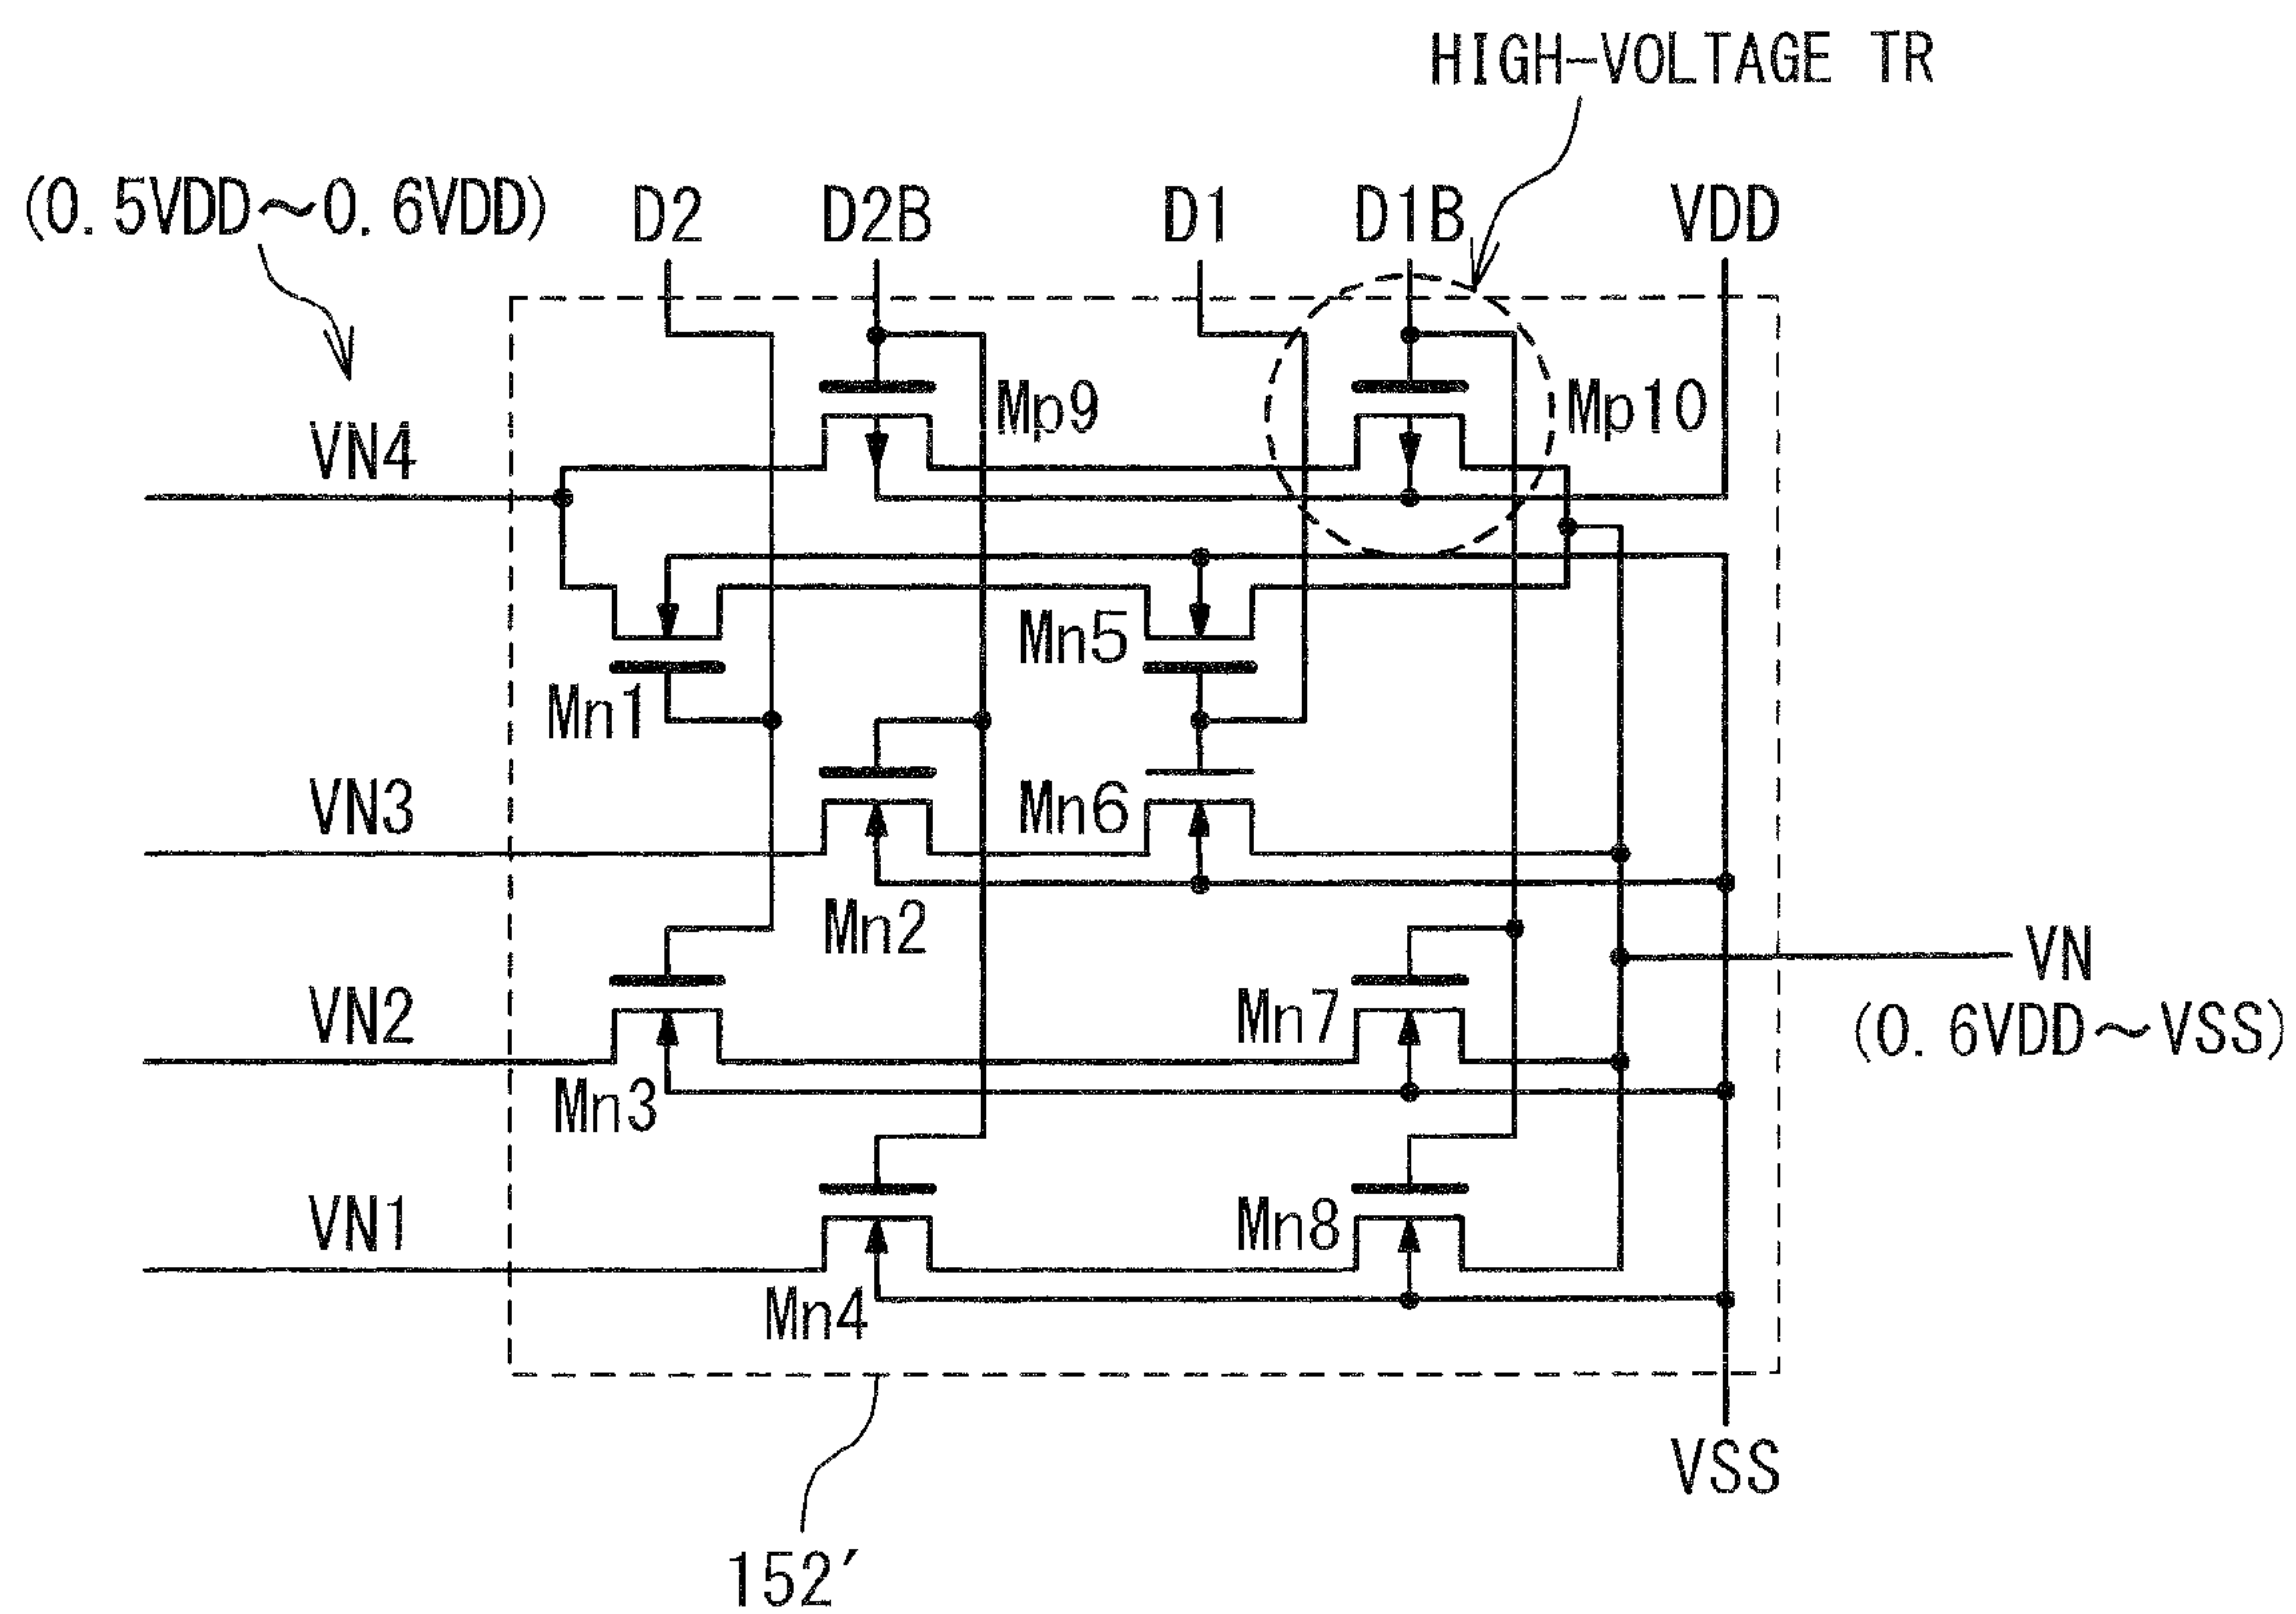 HIGH-VOLTAGE TR
(0.5VDD～0.6VDD)
D2
D2B
D1
D1B
VDD
Mp9
Mp10
VN4
Mn5
Mn1
VN3
Mn6
Mn2
VN
VN2
Mn7
(0.6VDD～VSS)
Mn3
VN1
Mn8
Mn4
VSS
152′